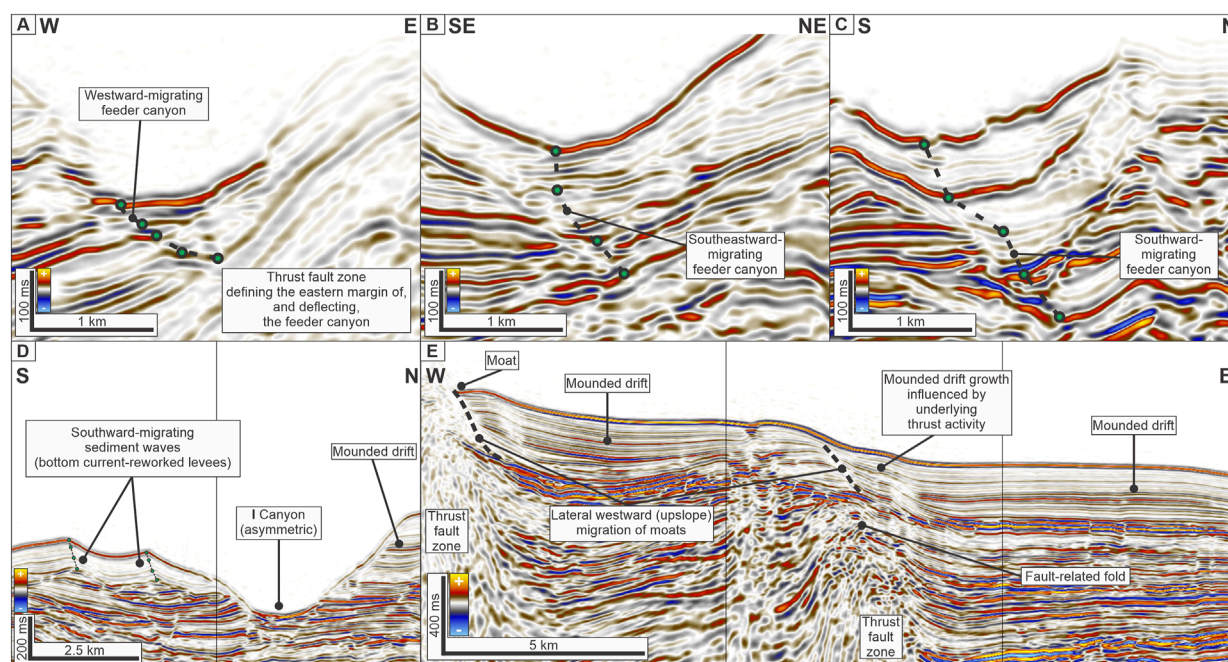 A W E
Westward-migrating
feeder canyon
Thrust fault zone
defining the eastern margin of,
and deflecting,
the feeder canyon
+
-
100 ms
1 km
B SE NE
Southeastward-
migrating
feeder canyon
+
-
100 ms
1 km
C S N
Southward-
migrating
feeder canyon
+
-
100 ms
1 km
D
S N
Southward-migrating
sediment waves
(bottom current-reworked levees)
Mounded drift
I Canyon
(asymmetric)
+
-
200 ms
2.5 km
E
W E
Moat
Mounded drift
Mounded drift growth
influenced by
underlying
thrust activity
Mounded drift
Thrust
fault
zone
Lateral westward (upslope)
migration of moats
Fault-related fold
Thrust
fault
zone
+
-
400 ms
5 km